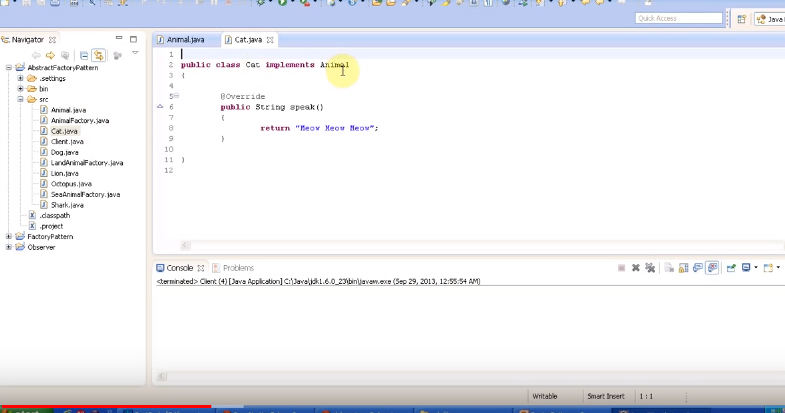 Quick Access
Java
Navigator
Animal.java
Cat.java
AbstractFactoryPattern
.settings
bin
src
Animal.java
AnimalFactory.java
Cat.java
Client.java
Dog.java
LandAnimalFactory.java
Lion.java
Octopus.java
SeaAnimalFactory.java
Shark.java
.classpath
.project
FactoryPattern
Observer
1
2 public class Cat implements Animal
3 {
4
5 @Override
6 public String speak()
7 {
8 return "Meow Meow Meow";
9 }
10
11 }
12
Console
Problems
<terminated> Client (4) [Java Application] C:\Java\jdk1.6.0_23\bin\javaw.exe (Sep 29, 2013, 12:55:54 AM)
Writable
Smart Insert
1 : 1